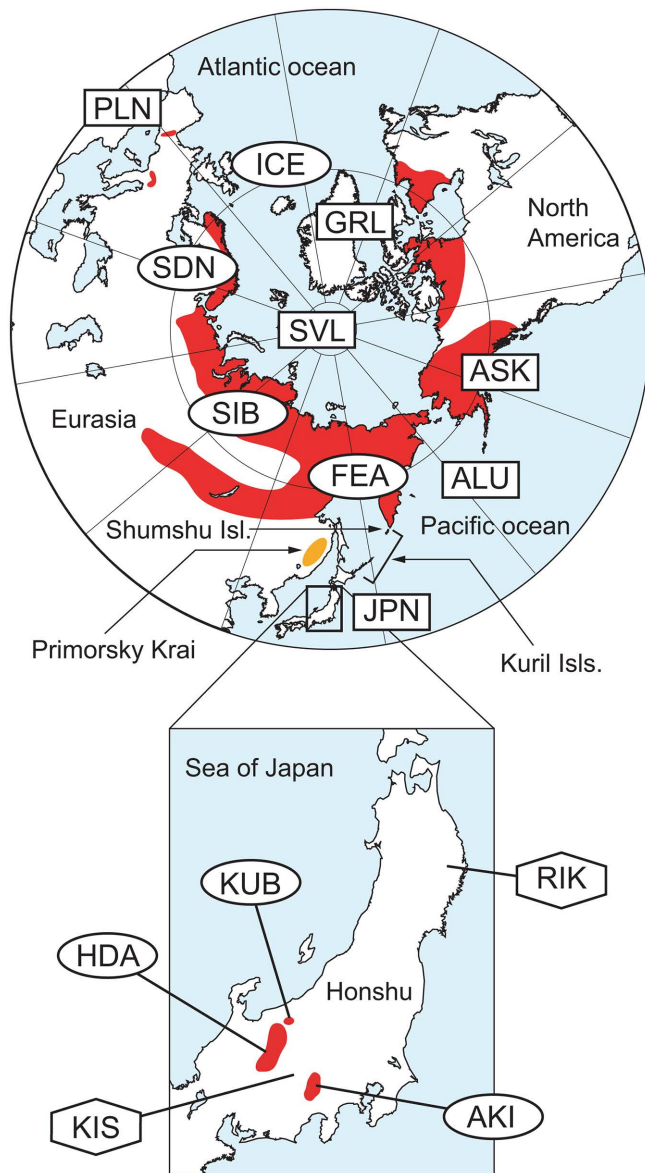 Atlantic ocean
PLN
ICE
GRL
North
America
SDN
SVL
ASK
SIB
Eurasia
FEA
ALU
Shumshu Isl.
Pacific ocean
JPN
Primorsky Krai
Kuril Isls.
Sea of Japan
KUB
RIK
HDA
Honshu
KIS
AKI